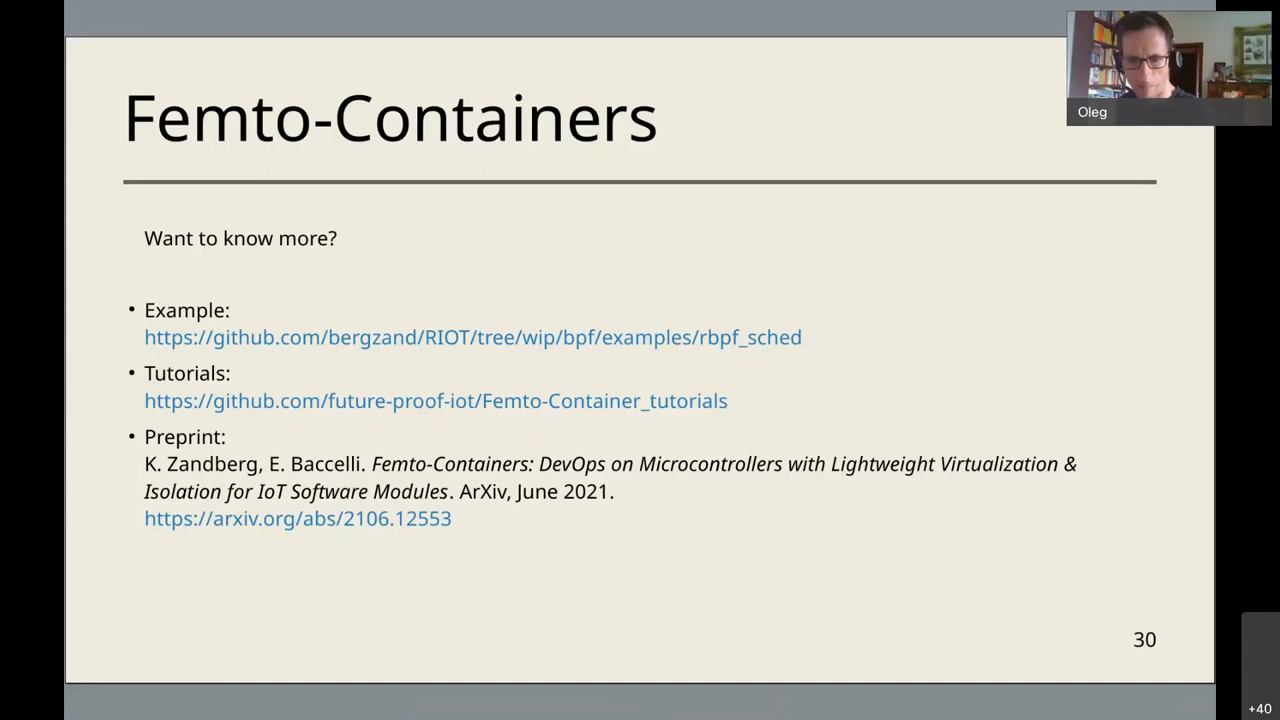 Femto-Containers
Oleg
Want to know more?
• Example:
https://github.com/bergzand/RIOT/tree/wip/bpf/examples/rbpf_sched
• Tutorials:
https://github.com/future-proof-iot/Femto-Container_tutorials
• Preprint:
K. Zandberg, E. Baccelli. Femto-Containers: DevOps on Microcontrollers with Lightweight Virtualization &
Isolation for IoT Software Modules. ArXiv, June 2021.
https://arxiv.org/abs/2106.12553
30
+40